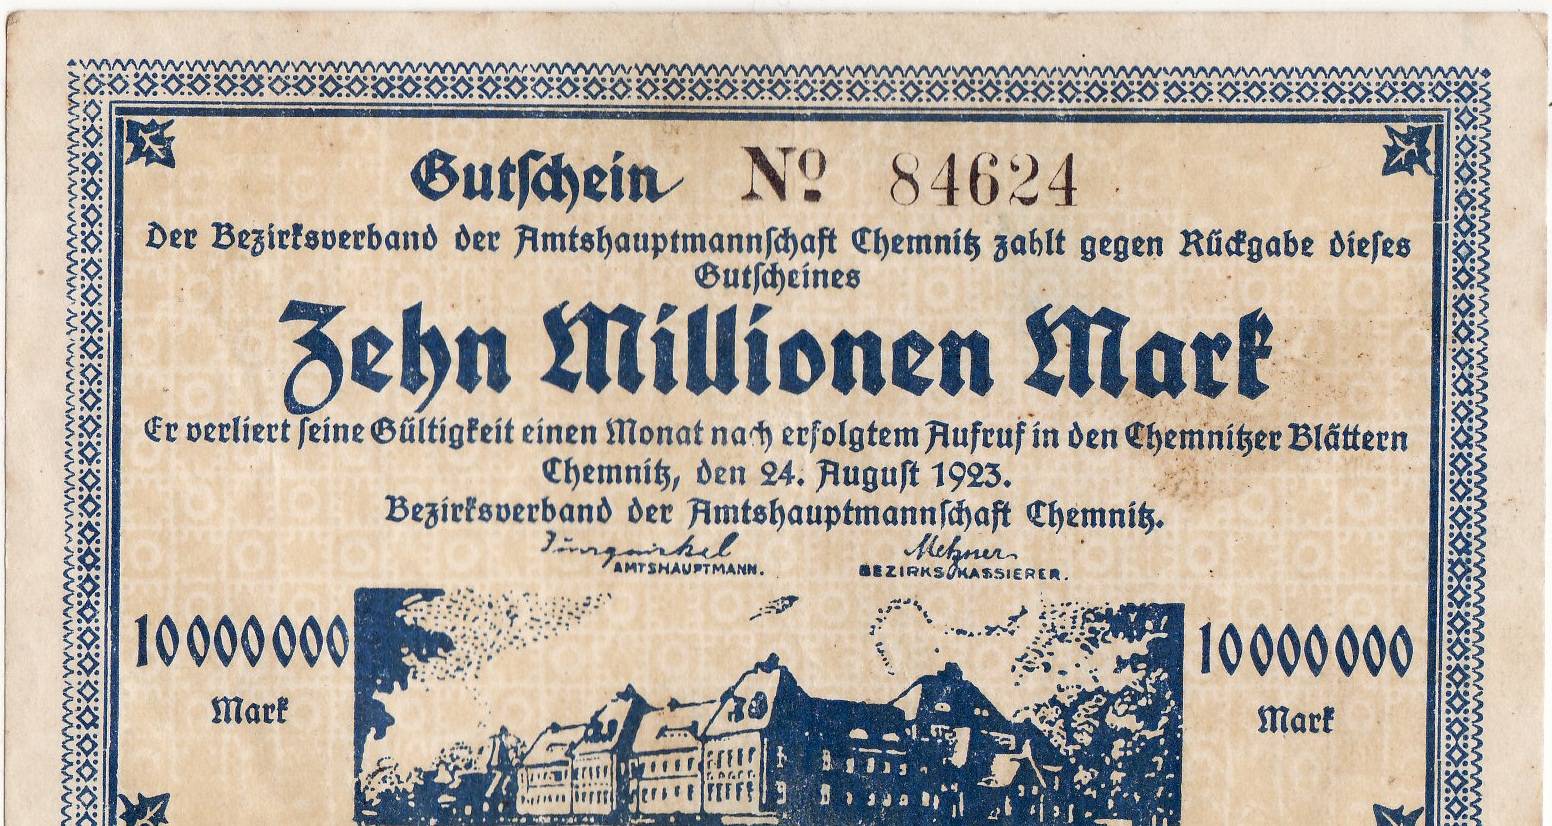 Gutschein No 84624
Der Bezirksverband der Amtshauptmannschaft Chemnitz zahlt gegen Rückgabe dieses
Gutscheines
Zehn Millionen Mark
Er verliert seine Gültigkeit einen Monat nach erfolgtem Aufruf in den Chemnitzer Blättern
Chemnitz, den 24. August 1923.
Bezirksverband der Amtshauptmannschaft Chemnitz.
Metzner
AMTSHAUPTMANN. BEZIRKSKASSIERER.
10000000 10000000
Mark Mark